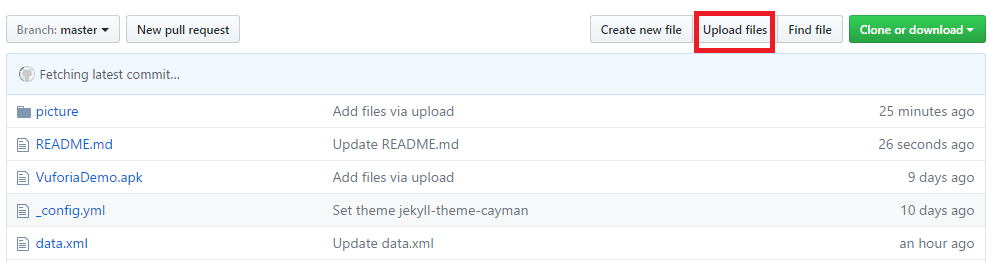 Branch: master New pull request Create new file Upload files Find file Clone or download
Fetching latest commit...
picture Add files via upload 25 minutes ago
README.md Update README.md 26 seconds ago
VuforiaDemo.apk Add files via upload 9 days ago
_config.yml Set theme jekyll-theme-cayman 10 days ago
data.xml Update data.xml an hour ago